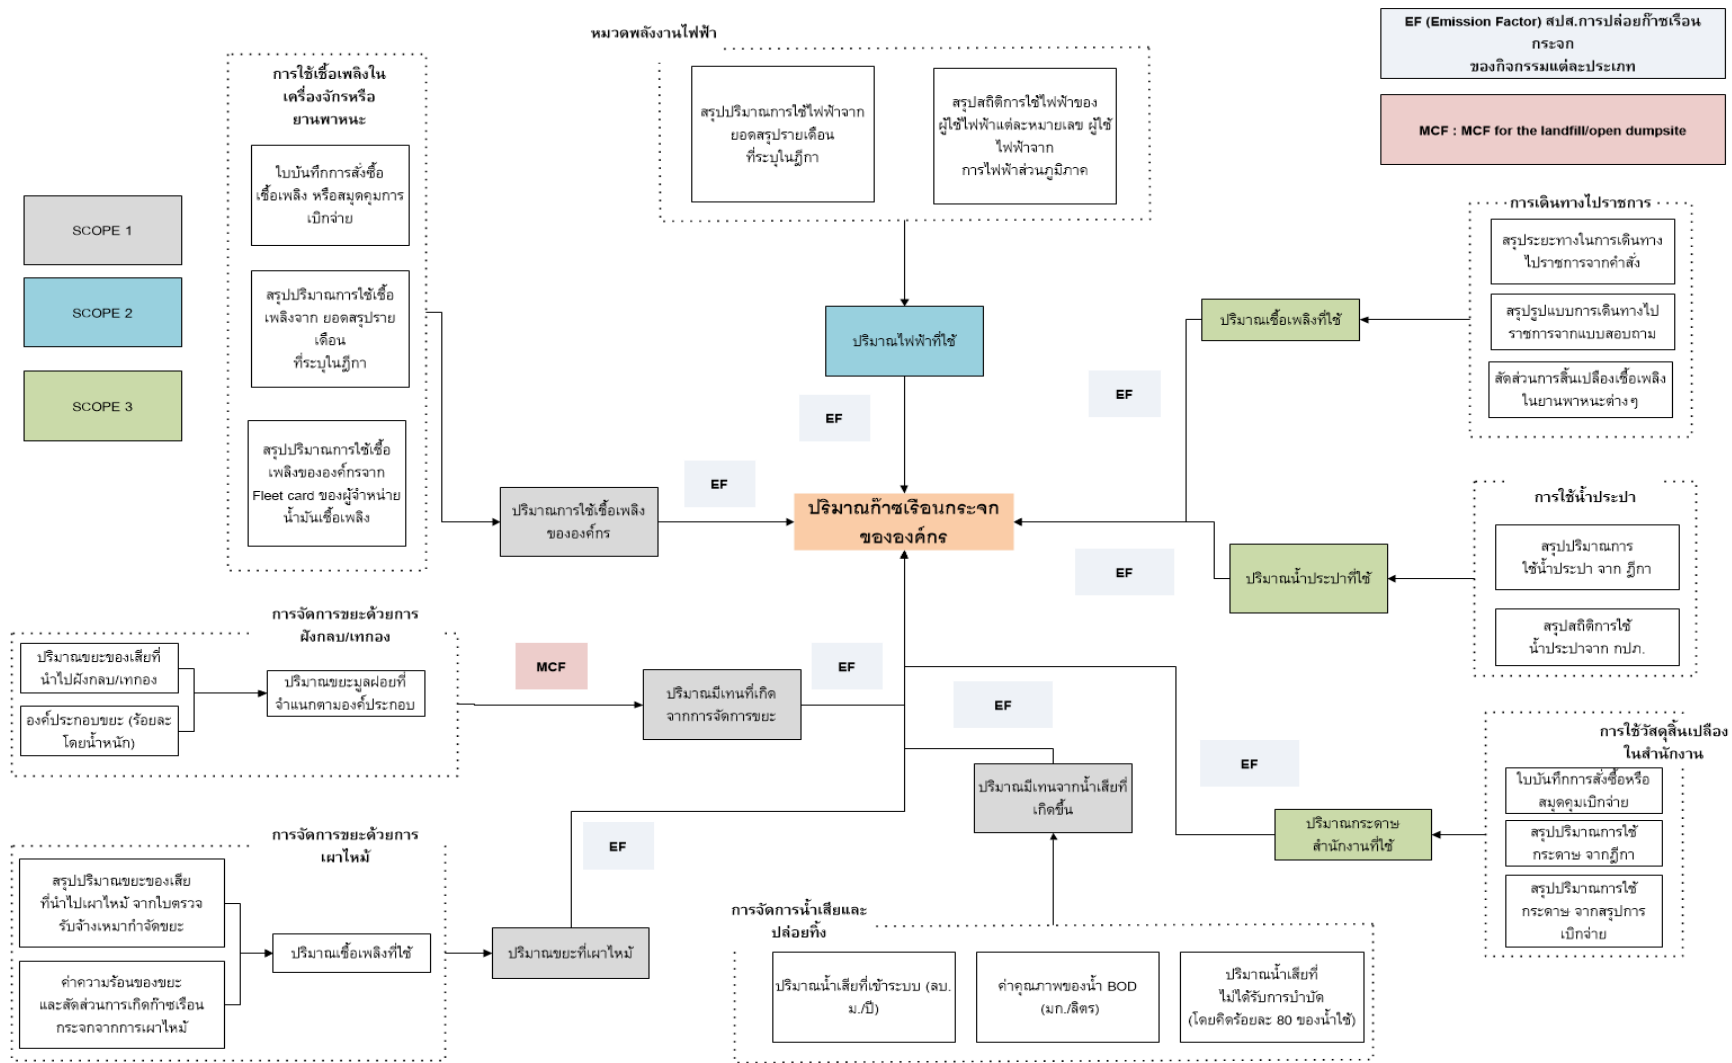 หมวดพลังงานไฟฟ้า
สรุปปริมาณการใช้ไฟฟ้าจาก
ยอดสรุปรายเดือน
ที่ระบุในฎีกา
สรุปสถิติการใช้ไฟฟ้าของ
ผู้ใช้ไฟฟ้าแต่ละหมายเลข ผู้ใช้
ไฟฟ้าจาก
การไฟฟ้าส่วนภูมิภาค
EF (Emission Factor) สปส.การปล่อยก๊าซเรือน
กระจก
ของกิจกรรมแต่ละประเภท
MCF : MCF for the landfill/open dumpsite
SCOPE 1
SCOPE 2
SCOPE 3
การใช้เชื้อเพลิงใน
เครื่องจักรหรือ
ยานพาหนะ
ใบบันทึกการสั่งซื้อ
เชื้อเพลิง หรือสมุดคุมการ
เบิกจ่าย
สรุปปริมาณการใช้เชื้อ
เพลิงจาก ยอดสรุปราย
เดือน
ที่ระบุในฎีกา
สรุปปริมาณการใช้เชื้อ
เพลิงขององค์กรจาก
Fleet card ของผู้จำหน่าย
น้ำมันเชื้อเพลิง
ปริมาณการใช้เชื้อเพลิง
ขององค์กร
EF
ปริมาณไฟฟ้าที่ใช้
EF
ปริมาณก๊าซเรือนกระจก
ขององค์กร
การเดินทางไปราชการ
สรุประยะทางในการเดินทาง
ไปราชการจากคำสั่ง
สรุปรูปแบบการเดินทางไป
ราชการจากแบบสอบถาม
สัดส่วนการสิ้นเปลืองเชื้อเพลิง
ในยานพาหนะต่างๆ
ปริมาณเชื้อเพลิงที่ใช้
EF
การใช้น้ำประปา
สรุปปริมาณการ
ใช้น้ำประปา จาก ฎีกา
สรุปสถิติการใช้
น้ำประปาจาก กปภ.
ปริมาณน้ำประปาที่ใช้
EF
การจัดการขยะด้วยการ
ฝังกลบ/เทกอง
ปริมาณขยะของเสียที่
นำไปฝังกลบ/เทกอง
องค์ประกอบขยะ (ร้อยละ
โดยน้ำหนัก)
ปริมาณขยะมูลฝอยที่
จำแนกตามองค์ประกอบ
MCF
ปริมาณมีเทนที่เกิด
จากการจัดการขยะ
EF
EF
ปริมาณมีเทนจากน้ำเสียที่
เกิดขึ้น
EF
การใช้วัสดุสิ้นเปลือง
ในสำนักงาน
ใบบันทึกการสั่งซื้อหรือ
สมุดคุมเบิกจ่าย
สรุปปริมาณการใช้
กระดาษ จากฎีกา
สรุปปริมาณการใช้
กระดาษ จากสรุปการ
เบิกจ่าย
ปริมาณกระดาษ
สำนักงานที่ใช้
การจัดการขยะด้วยการ
เผาไหม้
สรุปปริมาณขยะของเสีย
ที่นำไปเผาไหม้ จากใบตรวจ
รับจ้างเหมากำจัดขยะ
ค่าความร้อนของขยะ
และสัดส่วนการเกิดก๊าซเรือน
กระจกจากการเผาไหม้
ปริมาณเชื้อเพลิงที่ใช้
ปริมาณขยะที่เผาไหม้
EF
การจัดการน้ำเสียและ
ปล่อยทิ้ง
ปริมาณน้ำเสียที่เข้าระบบ (ลบ.
ม./ปี)
ค่าคุณภาพของน้ำ BOD
(มก./ลิตร)
ปริมาณน้ำเสียที่
ไม่ได้รับการบำบัด
(โดยคิดร้อยละ 80 ของน้ำใช้)